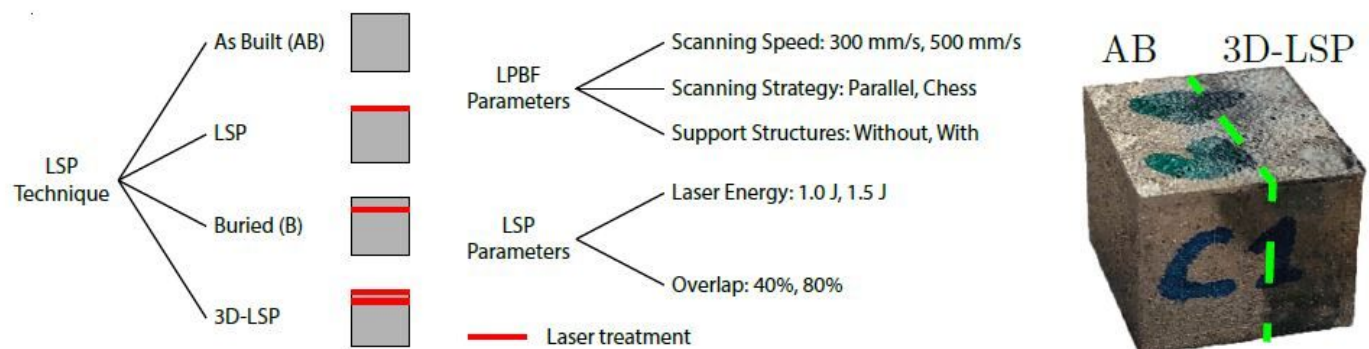 As Built (AB)
LSP
Buried (B)
3D-LSP
LSP
Technique
LPBF
Parameters
Scanning Speed: 300 mm/s, 500 mm/s
Scanning Strategy: Parallel, Chess
Support Structures: Without, With
LSP
Parameters
Laser Energy: 1.0 J, 1.5 J
Overlap: 40%, 80%
Laser treatment
AB 3D-LSP
C1